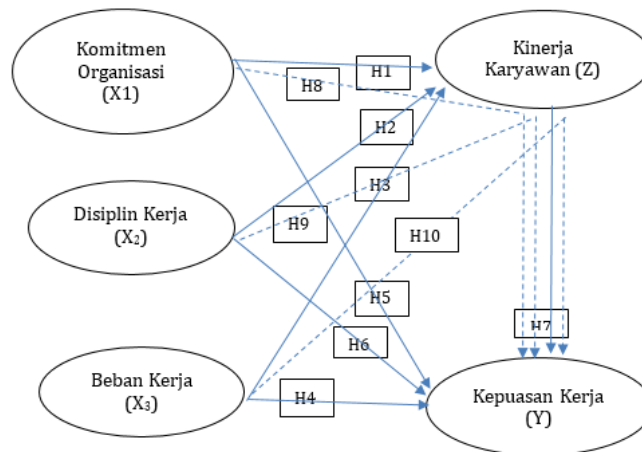 Komitmen
Organisasi
(X1)
Kinerja
Karyawan (Z)
H1
H8
H2
H3
Disiplin Kerja
(X2)
H9
H10
H5
H7
H6
Beban Kerja
(X3)
H4
Kepuasan Kerja
(Y)